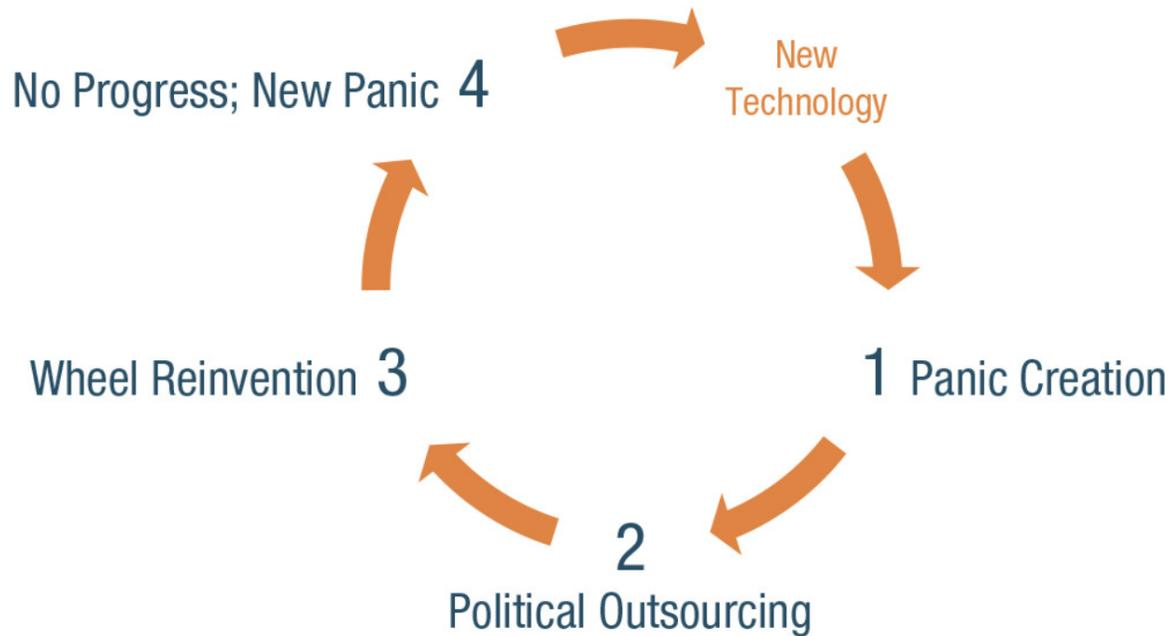 No Progress; New Panic 4
New
Technology
1 Panic Creation
2
Political Outsourcing
Wheel Reinvention 3